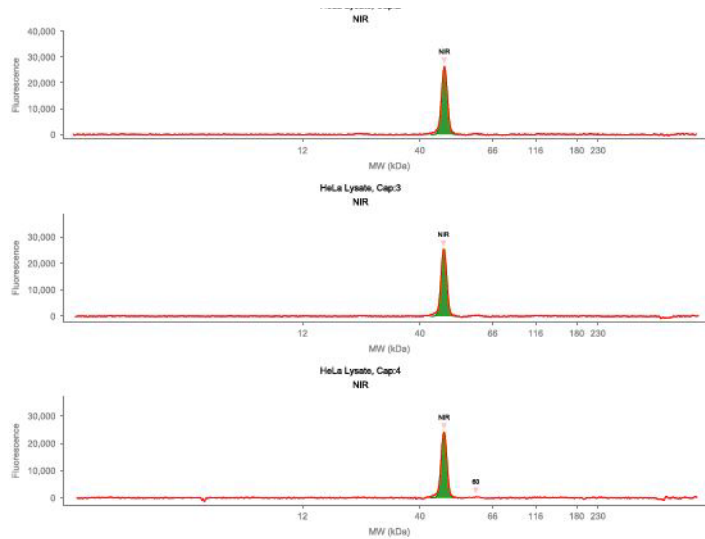 NIR
40,000
30,000
20,000
10,000
0
Fluorescence
NIR
12 40 66 116 180 230
MW (kDa)
HeLa Lysate, Cap:3
NIR
30,000
20,000
10,000
0
Fluorescence
NIR
12 40 66 116 180 230
MW (kDa)
HeLa Lysate, Cap:4
NIR
30,000
20,000
10,000
0
Fluorescence
NIR
60
12 40 66 116 180 230
MW (kDa)